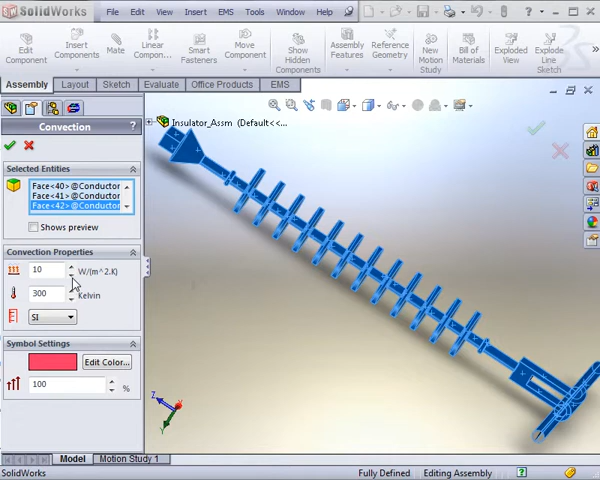 SolidWorks
File Edit View Insert EMS Tools Window Help
Edit Component
Insert Components
Mate
Linear Compon...
Smart Fasteners
Move Component
Show Hidden Components
Assembly Features
Reference Geometry
New Motion Study
Bill of Materials
Exploded View
Explode Line Sketch
Assembly Layout Sketch Evaluate Office Products EMS
Insulator_Assm (Default<<...
Convection ?
Selected Entities
Face<40>@Conductor
Face<41>@Conductor
Face<42>@Conductor
Shows preview
Convection Properties
10 W/(m^2.K)
300 Kelvin
SI
Symbol Settings
Edit Color...
100 %
Z X Y
Model Motion Study 1
SolidWorks Fully Defined Editing Assembly ?